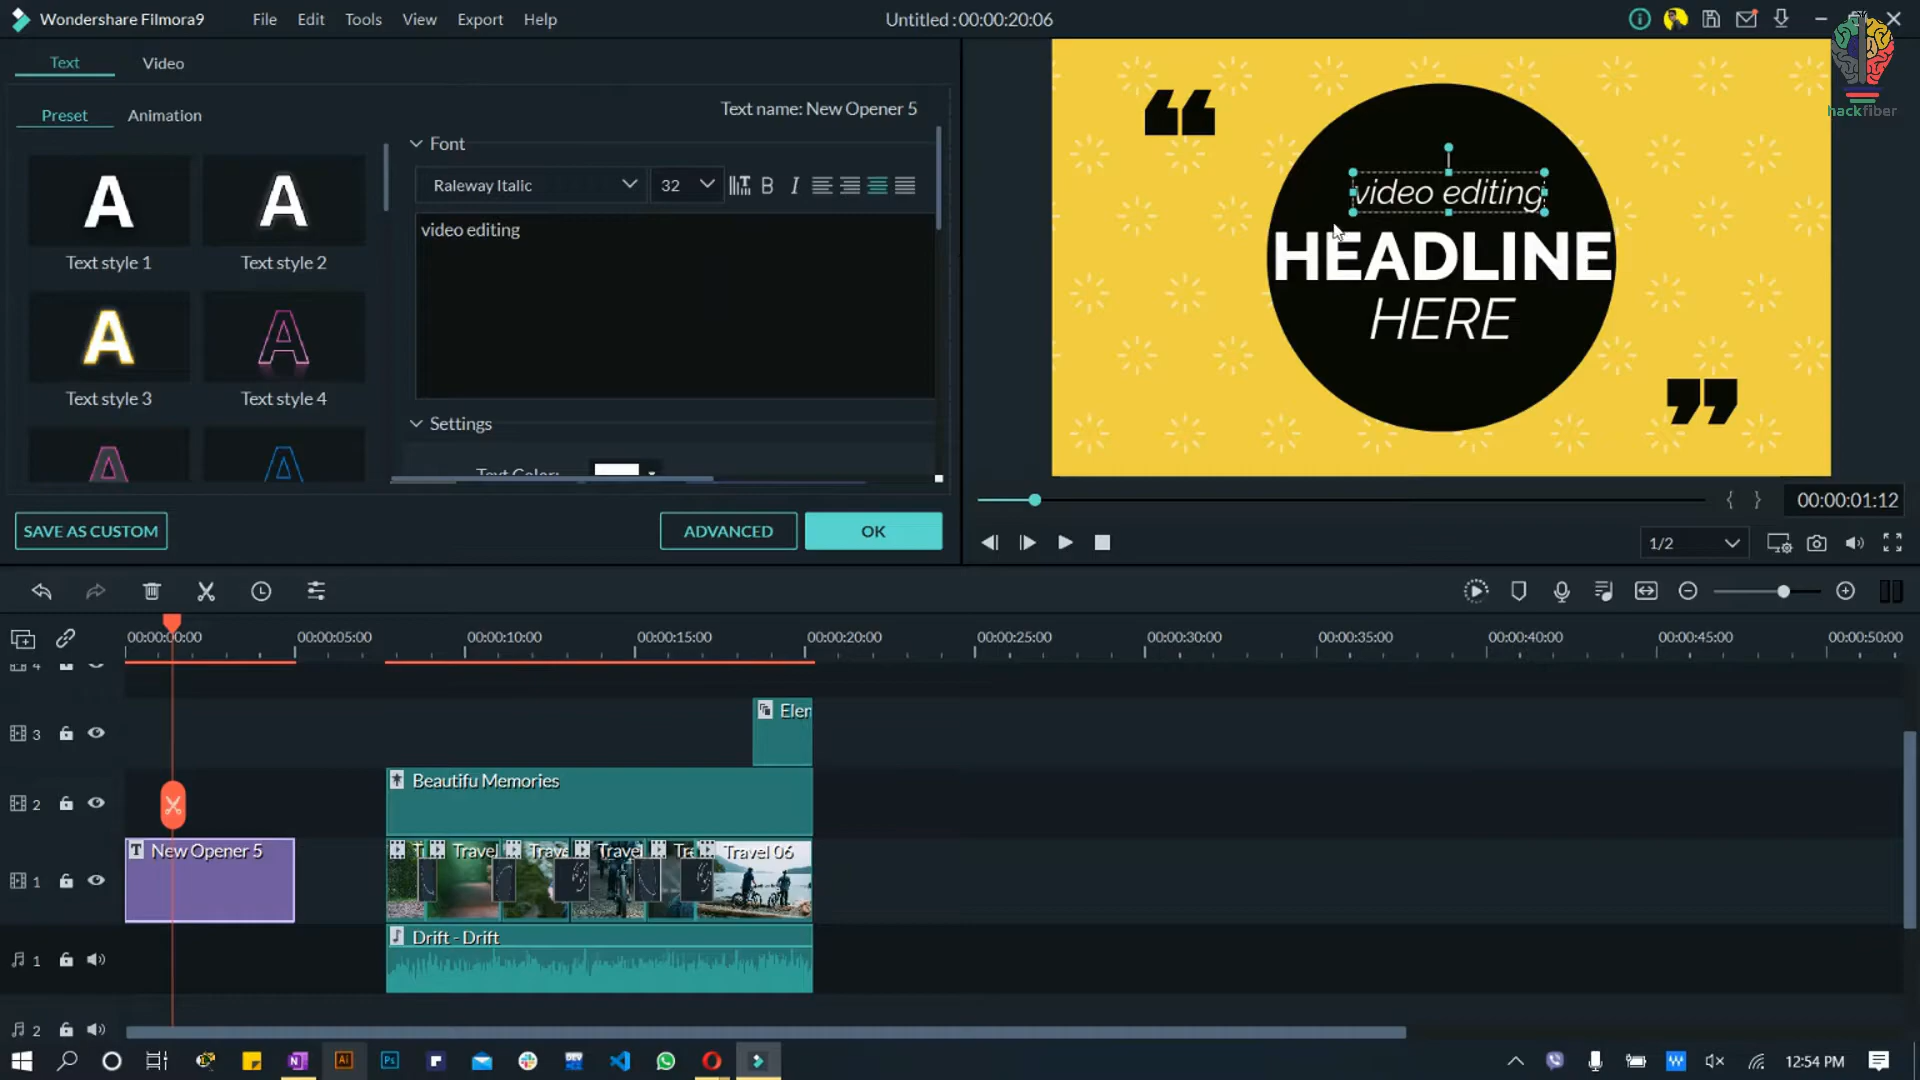 Wondershare Filmora9 File Edit Tools View Export Help Untitled : 00:00:20:06
hackfiber
Text Video
Preset Animation Text name: New Opener 5
Font
Raleway Italic 32 B I
video editing
A A
Text style 1 Text style 2
A A
Text style 3 Text style 4
A A
Settings
Text Color:
SAVE AS CUSTOM ADVANCED OK
“
video editing
HEADLINE
HERE
”
{ } 00:00:01:12
1/2
00:00:00:00 00:00:05:00 00:00:10:00 00:00:15:00 00:00:20:00 00:00:25:00 00:00:30:00 00:00:35:00 00:00:40:00 00:00:45:00 00:00:50:00
4
3 Eler
2 Beautifu Memories
1 T New Opener 5 Travel Trave Travel Tra Travel 06
1 Drift - Drift
2
N Ai Ps DEV W 12:54 PM